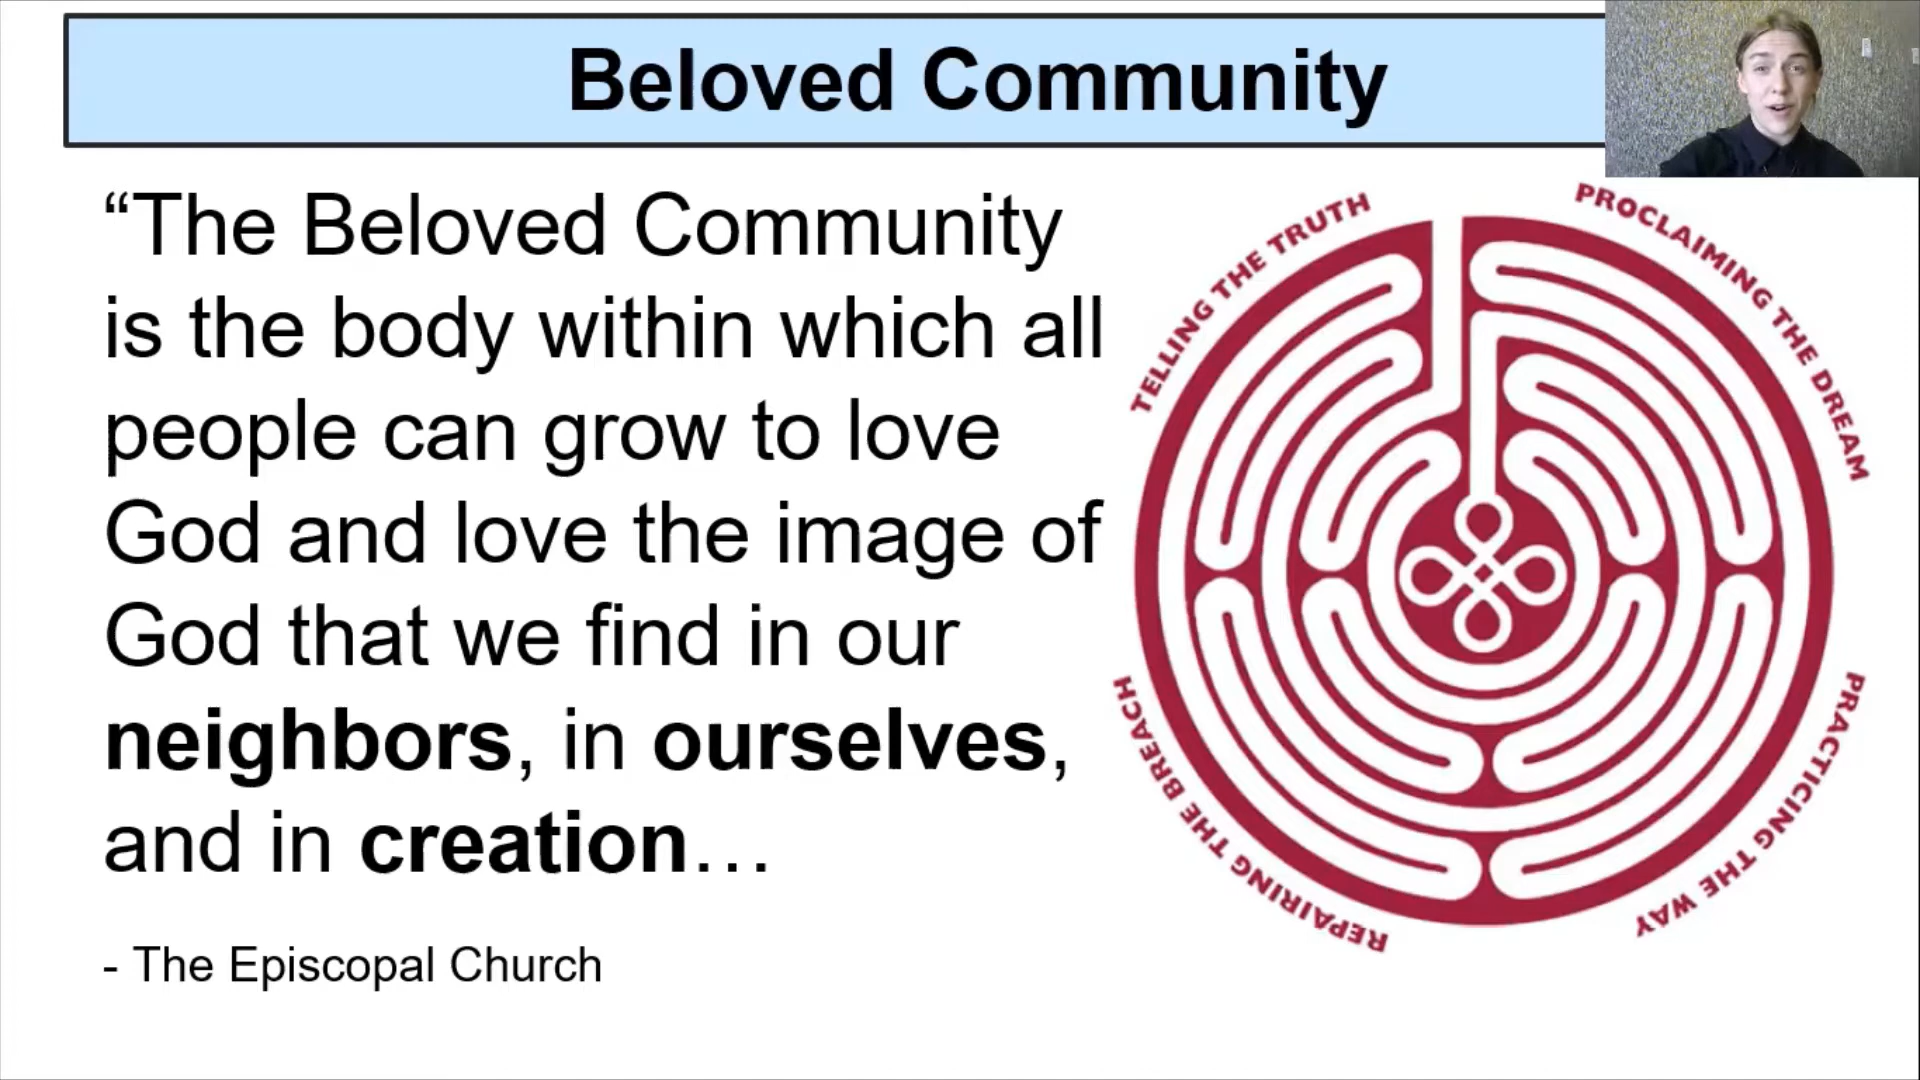 Beloved Community
“The Beloved Community
is the body within which all
people can grow to love
God and love the image of
God that we find in our
neighbors, in ourselves,
and in creation…
- The Episcopal Church
TELLING THE TRUTH
PROCLAIMING THE DREAM
PRACTICING THE WAY
REPAIRING THE BREACH